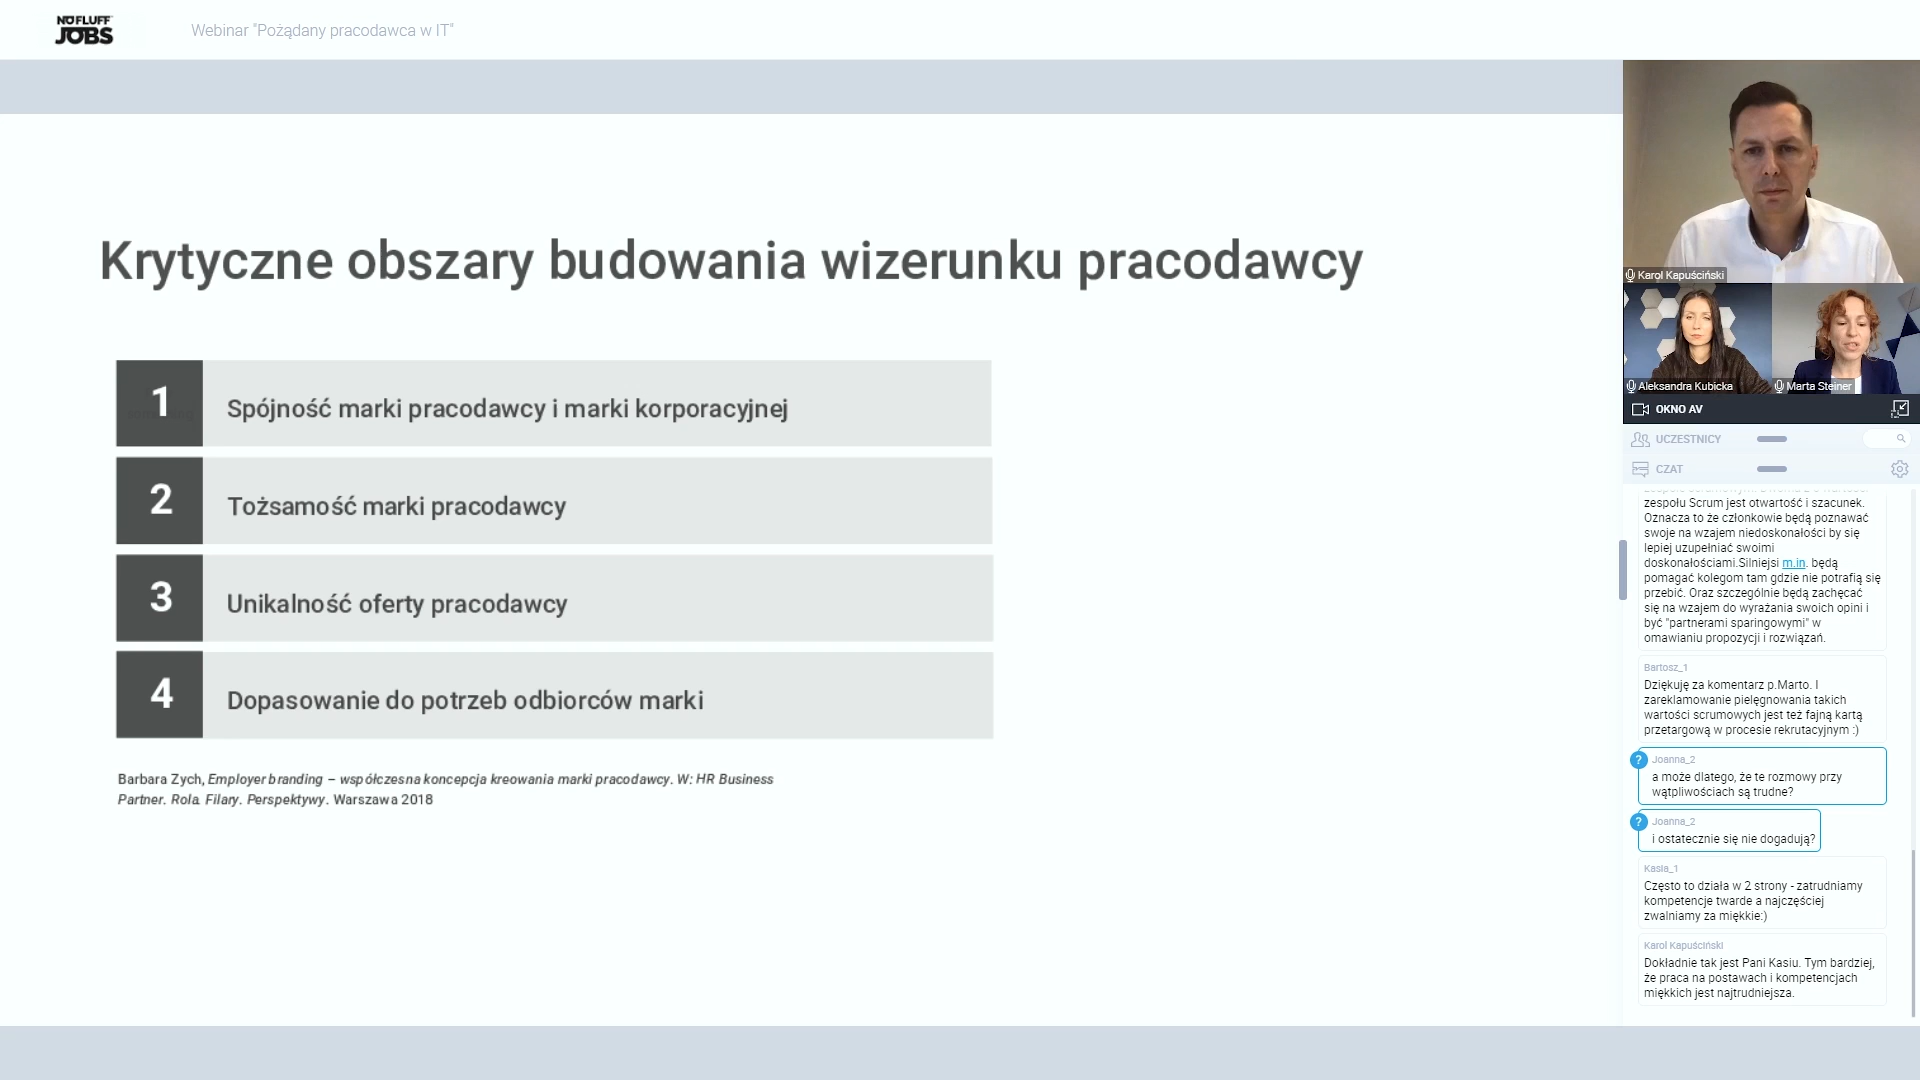 NO FLUFF
JOBS
Webinar "Pożądany pracodawca w IT"
Krytyczne obszary budowania wizerunku pracodawcy
1
Spójność marki pracodawcy i marki korporacyjnej
2
Tożsamość marki pracodawcy
3
Unikalność oferty pracodawcy
4
Dopasowanie do potrzeb odbiorców marki
Barbara Zych, Employer branding – współczesna koncepcja kreowania marki pracodawcy. W: HR Business
Partner. Rola. Filary. Perspektywy. Warszawa 2018
Karol Kapuściński
Aleksandra Kubicka
Marta Steiner
OKNO AV
UCZESTNICY
CZAT
zespołu Scrum jest otwartość i szacunek.
Oznacza to że członkowie będą poznawać
swoje na wzajem niedoskonałości by się
lepiej uzupełniać swoimi
doskonałościami.Silniejsi m.in. będą
pomagać kolegom tam gdzie nie potrafią się
przebić. Oraz szczególnie będą zachęcać
się na wzajem do wyrażania swoich opini i
być "partnerami sparingowymi" w
omawianiu propozycji i rozwiązań.
Bartosz_1
Dziękuję za komentarz p.Marto. I
zareklamowanie pielęgnowania takich
wartości scrumowych jest też fajną kartą
przetargową w procesie rekrutacyjnym :)
?
Joanna_2
a może dlatego, że te rozmowy przy
wątpliwościach są trudne?
?
Joanna_2
i ostatecznie się nie dogadują?
Kasia_1
Często to działa w 2 strony - zatrudniamy
kompetencje twarde a najczęściej
zwalniamy za miękkie:)
Karol Kapuściński
Dokładnie tak jest Pani Kasiu. Tym bardziej,
że praca na postawach i kompetencjach
miękkich jest najtrudniejsza.